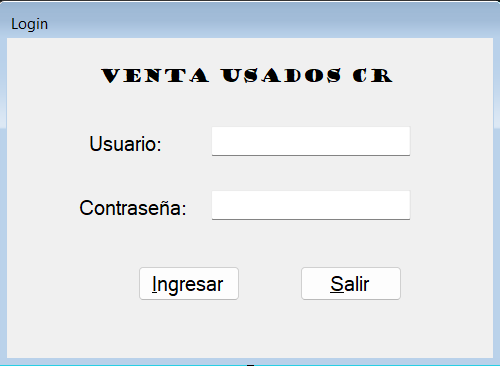 Login
VENTA USADOS CR
Usuario:
Contraseña:
Ingresar Salir